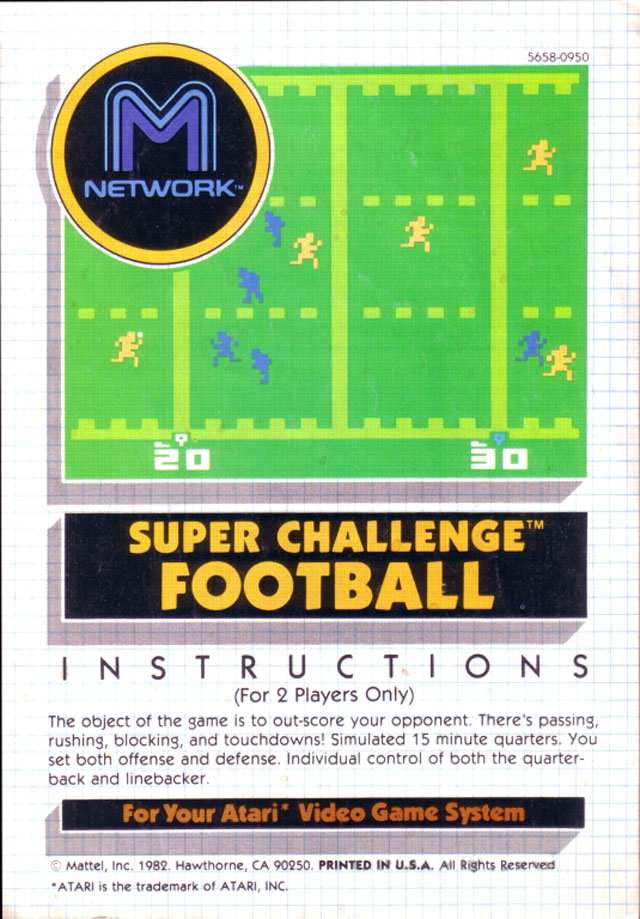 5658-0950
M
NETWORK™
20
30
SUPER CHALLENGE™
FOOTBALL
INSTRUCTIONS
(For 2 Players Only)
The object of the game is to out-score your opponent. There's passing,
rushing, blocking, and touchdowns! Simulated 15 minute quarters. You
set both offense and defense. Individual control of both the quarter-
back and linebacker.
For Your Atari* Video Game System
© Mattel, Inc. 1982. Hawthorne, CA 90250. PRINTED IN U.S.A. All Rights Reserved
*ATARI is the trademark of ATARI, INC.